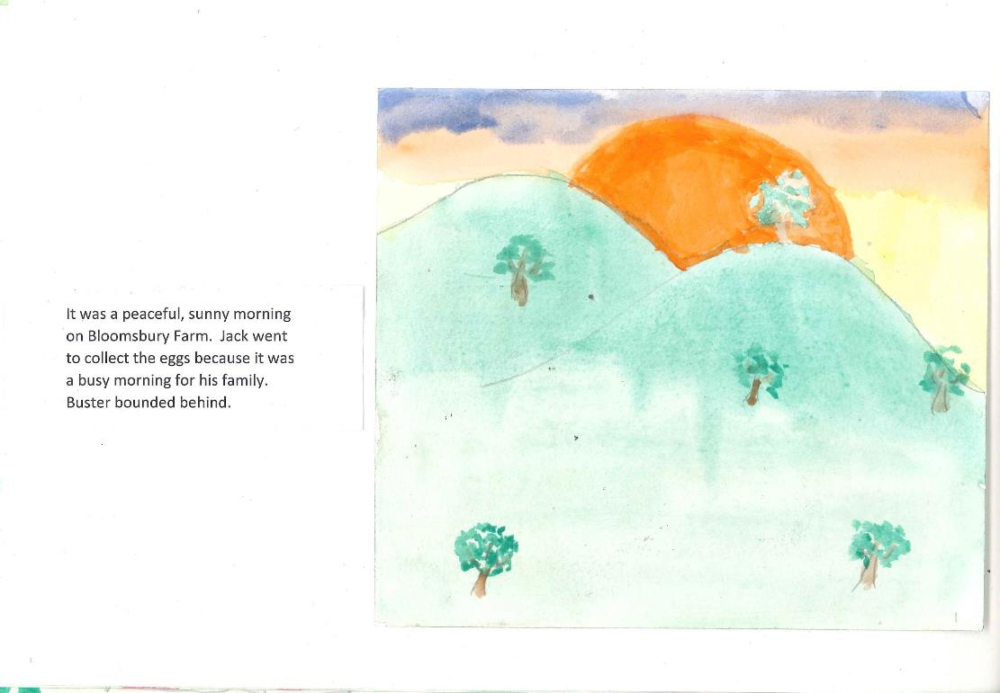 It was a peaceful, sunny morning
on Bloomsbury Farm.  Jack went
to collect the eggs because it was
a busy morning for his family.
Buster bounded behind.